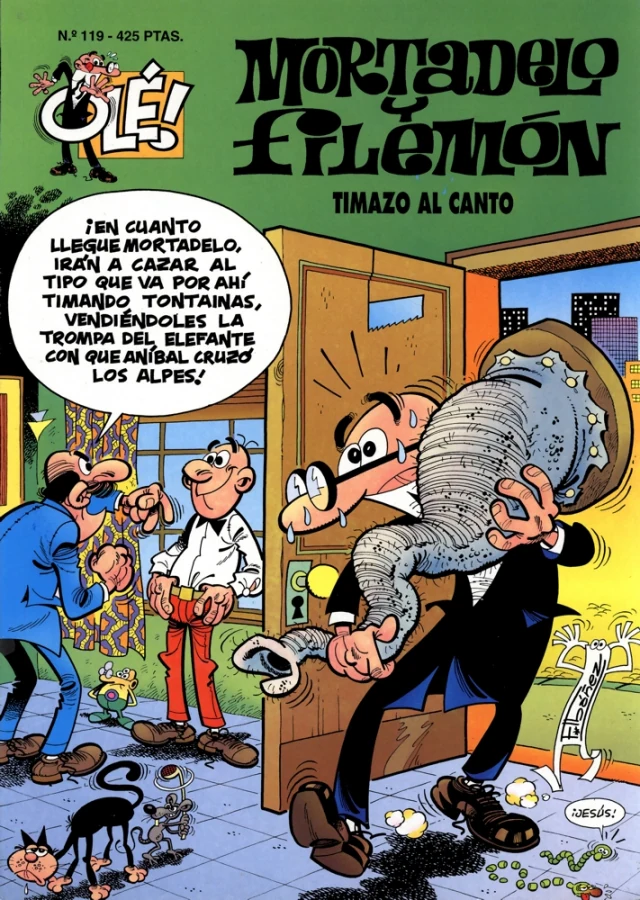 N.º 119 - 425 PTAS.
OLÉ!
MORTADELO
Y
FILEMÓN
TIMAZO AL CANTO
¡EN CUANTO
LLEGUE MORTADELO,
IRÁN A CAZAR AL
TIPO QUE VA POR AHÍ
TIMANDO TONTAINAS,
VENDIÉNDOLES LA
TROMPA DEL ELEFANTE
CON QUE ANÍBAL CRUZÓ
LOS ALPES!
F. Ibáñez
¡JESÚS!